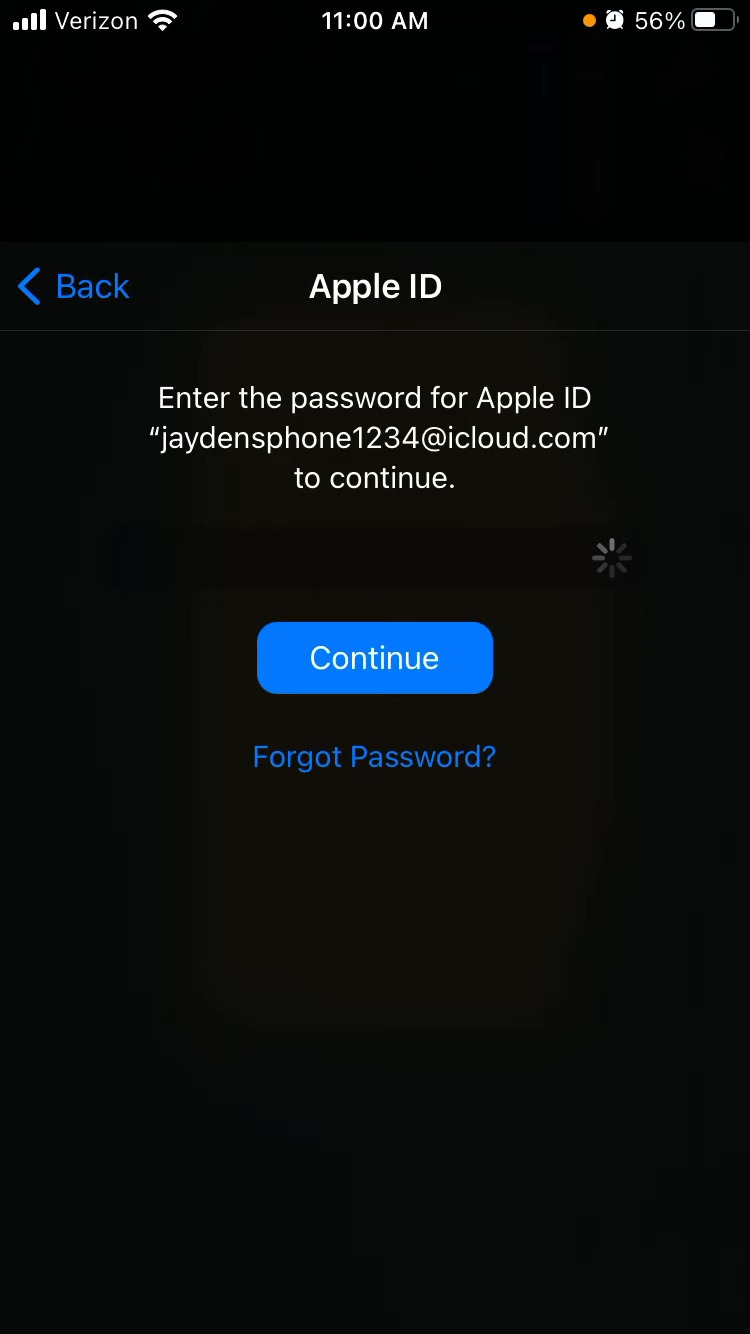 Verizon 11:00 AM 56%
Back Apple ID
Enter the password for Apple ID
“jaydensphone1234@icloud.com”
to continue.
Continue
Forgot Password?